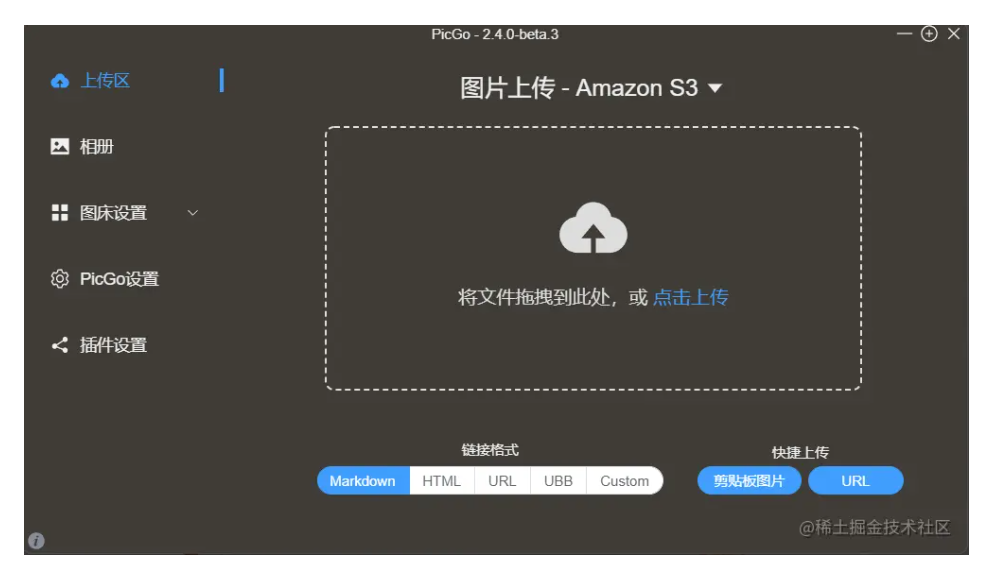 PicGo - 2.4.0-beta.3
上传区
相册
图床设置
PicGo设置
插件设置
图片上传 - Amazon S3
将文件拖拽到此处，或 点击上传
链接格式
Markdown HTML URL UBB Custom
快捷上传
剪贴板图片 URL
@稀土掘金技术社区